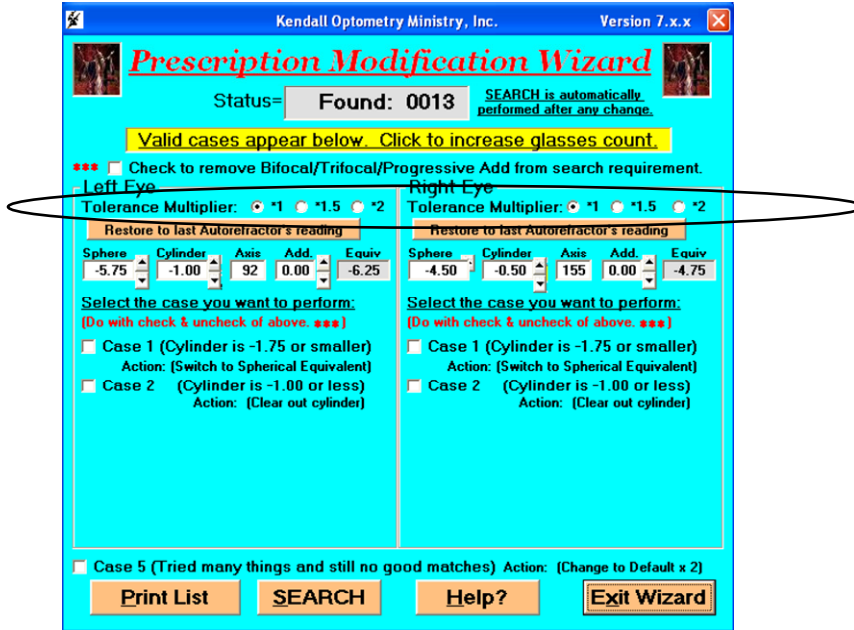 Kendall Optometry Ministry, Inc. Version 7.x.x
Prescription Modification Wizard
Status= Found: 0013 SEARCH is automatically
performed after any change.
Valid cases appear below. Click to increase glasses count.
*** Check to remove Bifocal/Trifocal/Progressive Add from search requirement.
Left Eye
Tolerance Multiplier: *1 *1.5 *2
Restore to last Autorefractor's reading
Sphere Cylinder Axis Add. Equiv
-5.75 -1.00 92 0.00 -6.25
Select the case you want to perform:
(Do with check & uncheck of above. ***)
Case 1 (Cylinder is -1.75 or smaller)
Action: (Switch to Spherical Equivalent)
Case 2 (Cylinder is -1.00 or less)
Action: (Clear out cylinder)
Right Eye
Tolerance Multiplier: *1 *1.5 *2
Restore to last Autorefractor's reading
Sphere Cylinder Axis Add. Equiv
-4.50 -0.50 155 0.00 -4.75
Select the case you want to perform:
(Do with check & uncheck of above. ***)
Case 1 (Cylinder is -1.75 or smaller)
Action: (Switch to Spherical Equivalent)
Case 2 (Cylinder is -1.00 or less)
Action: (Clear out cylinder)
Case 5 (Tried many things and still no good matches) Action: (Change to Default x 2)
Print List SEARCH Help? Exit Wizard